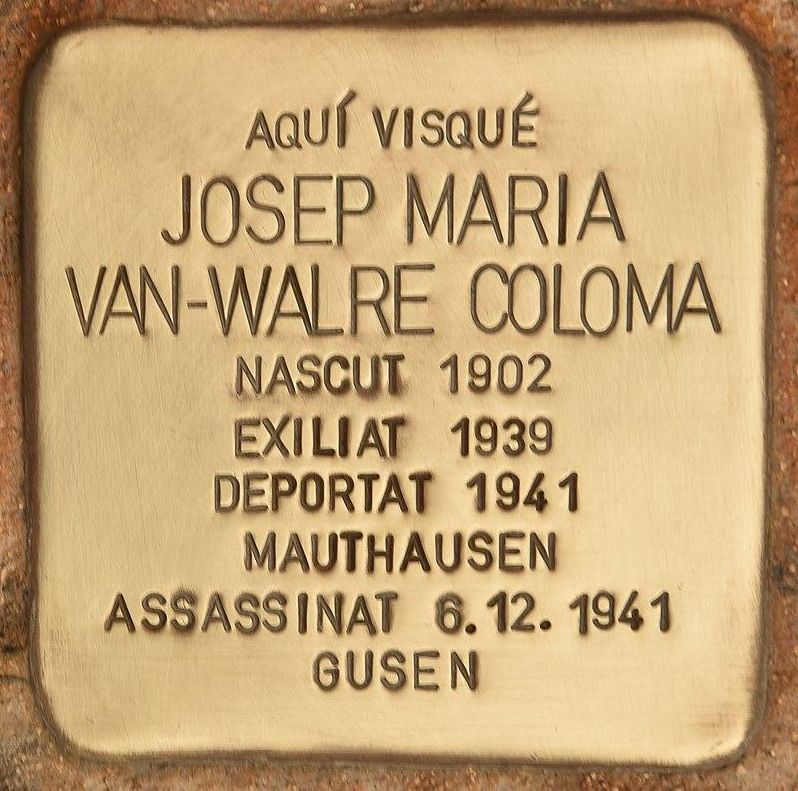 AQUÍ VISQUÉ
JOSEP MARIA
VAN-WALRE COLOMA
NASCUT 1902
EXILIAT 1939
DEPORTAT 1941
MAUTHAUSEN
ASSASSINAT 6.12.1941
GUSEN